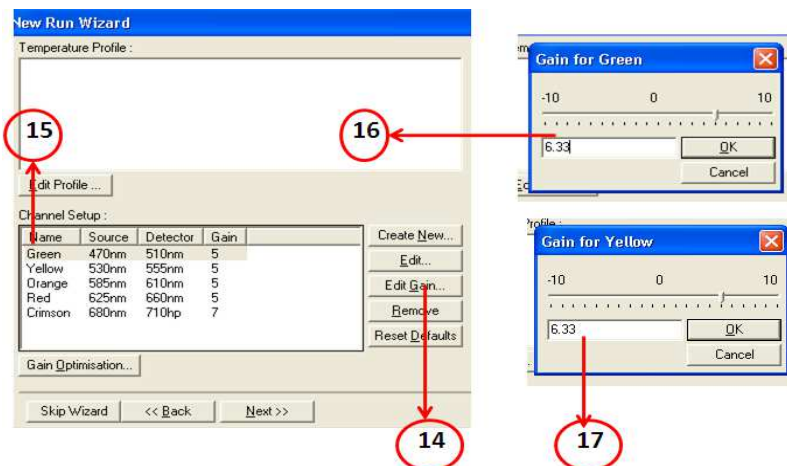 New Run Wizard
Temperature Profile :
15
Edit Profile ...
Channel Setup :
Name Source Detector Gain
Green 470nm 510nm 5
Yellow 530nm 555nm 5
Orange 585nm 610nm 5
Red 625nm 660nm 5
Crimson 680nm 710hp 7
Create New...
Edit...
Edit Gain...
Remove
Reset Defaults
Gain Optimisation...
Skip Wizard << Back Next >>
14
16
Gain for Green
-10 0 10
6.33 OK
Cancel
Profile :
Gain for Yellow
-10 0 10
6.33 OK
Cancel
17